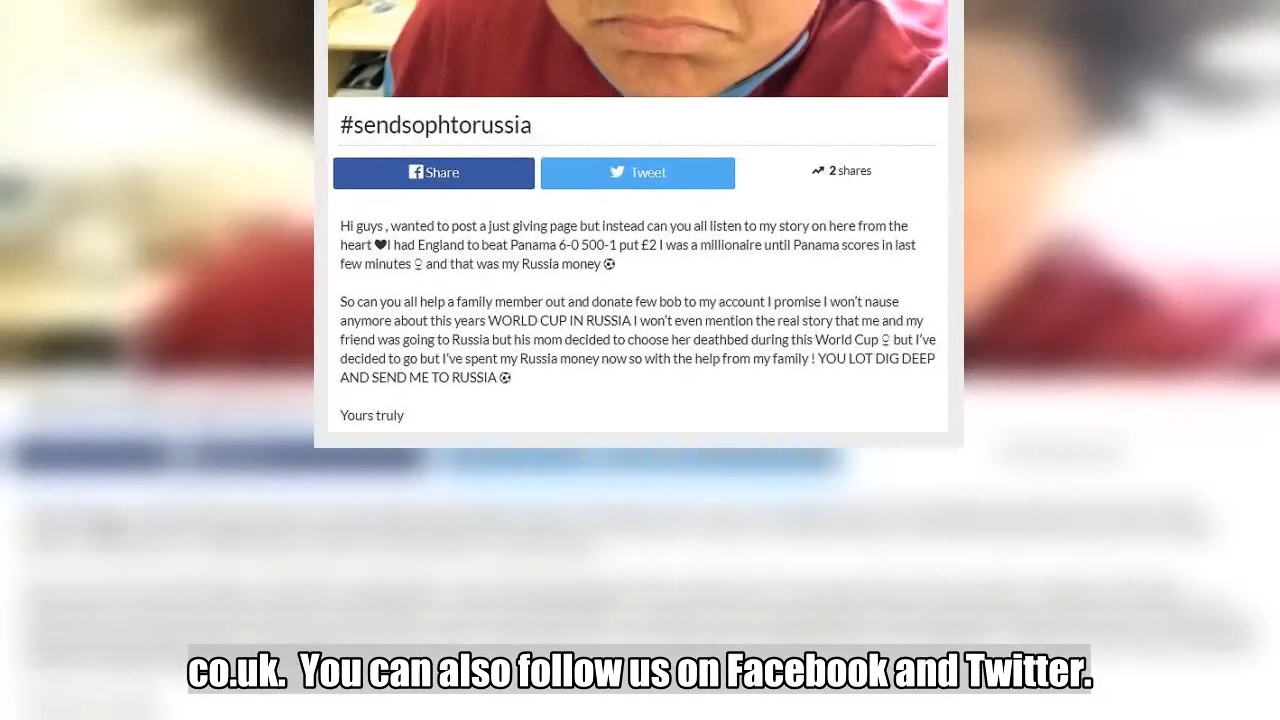 #sendsophtorussia
Share
Tweet
2 shares
Hi guys , wanted to post a just giving page but instead can you all listen to my story on here from the
heart ❤I had England to beat Panama 6-0 500-1 put £2 I was a millionaire until Panama scores in last
few minutes ♀ and that was my Russia money ⚽
So can you all help a family member out and donate few bob to my account I promise I won’t nause
anymore about this years WORLD CUP IN RUSSIA I won’t even mention the real story that me and my
friend was going to Russia but his mom decided to choose her deathbed during this World Cup ♀ but I’ve
decided to go but I’ve spent my Russia money now so with the help from my family ! YOU LOT DIG DEEP
AND SEND ME TO RUSSIA ⚽
Yours truly
co.uk. You can also follow us on Facebook and Twitter.